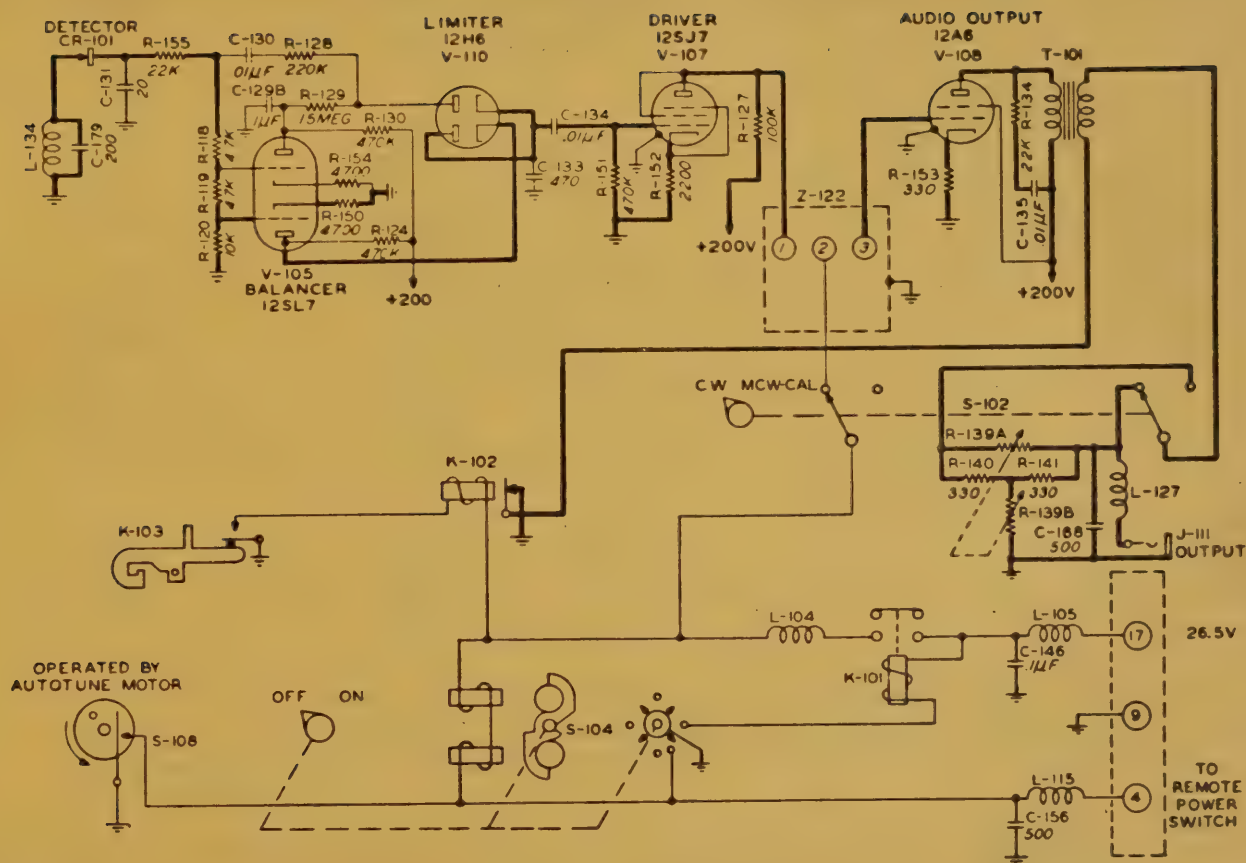 DETECTOR
CR-101
R-155
22K
C-131
20
L-134
C-179
200
C-130
.01µF
R-128
220K
C-129B
.1µF
R-129
15MEG
R-130
470K
R-118
47K
R-119
4.7K
R-120
10K
R-154
4700
R-150
4700
R-124
470K
V-105
BALANCER
12SL7
+200
LIMITER
12H6
V-110
C-134
.01µF
C-133
470
DRIVER
12SJ7
V-107
R-151
470K
R-152
2200
R-127
100K
+200V
Z-122
1
2
3
AUDIO OUTPUT
12A6
V-108
T-101
R-134
22K
R-153
330
C-135
.01µF
+200V
CW MCW-CAL
S-102
R-139A
R-140
330
R-141
330
R-139B
C-188
500
L-127
J-111
OUTPUT
K-102
K-103
L-104
L-105
17
26.5V
C-146
.1µF
K-101
9
OPERATED BY
AUTOTUNE MOTOR
S-108
OFF ON
S-104
P
L-115
4
C-156
500
TO
REMOTE
POWER
SWITCH